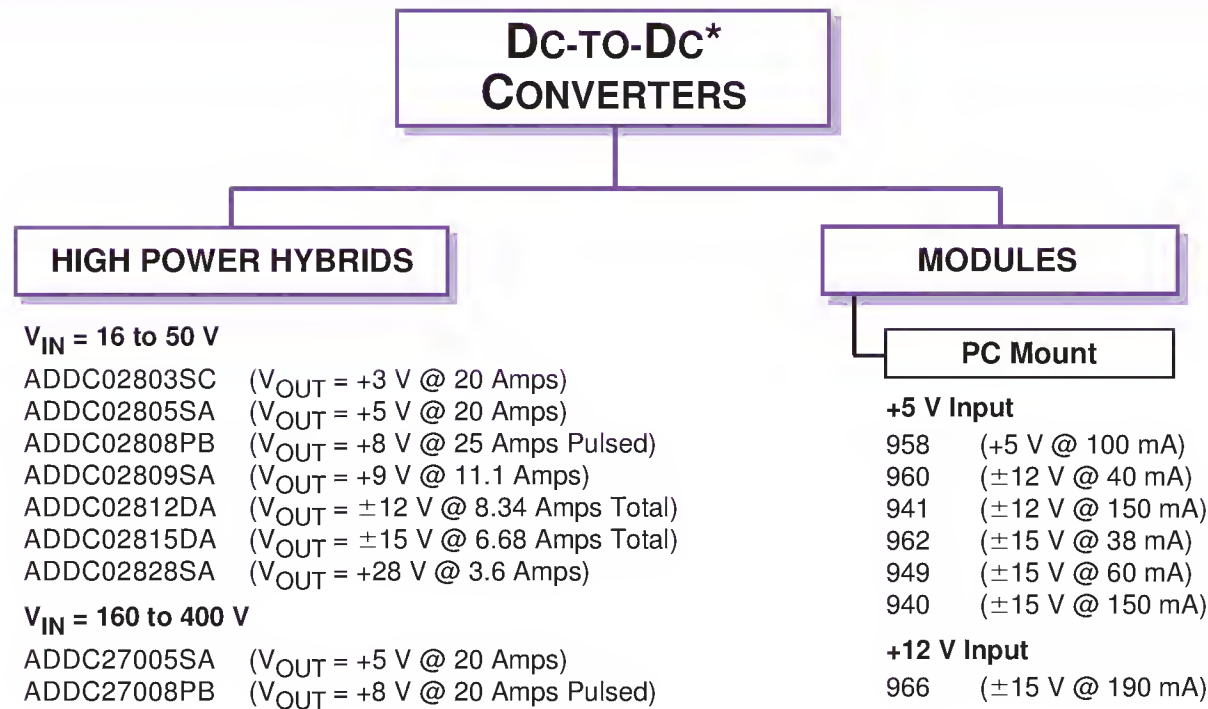 DC-TO-DC*
CONVERTERS
HIGH POWER HYBRIDS
VIN = 16 to 50 V
ADDC02803SC (VOUT = +3 V @ 20 Amps)
ADDC02805SA (VOUT = +5 V @ 20 Amps)
ADDC02808PB (VOUT = +8 V @ 25 Amps Pulsed)
ADDC02809SA (VOUT = +9 V @ 11.1 Amps)
ADDC02812DA (VOUT = ±12 V @ 8.34 Amps Total)
ADDC02815DA (VOUT = ±15 V @ 6.68 Amps Total)
ADDC02828SA (VOUT = +28 V @ 3.6 Amps)
VIN = 160 to 400 V
ADDC27005SA (VOUT = +5 V @ 20 Amps)
ADDC27008PB (VOUT = +8 V @ 20 Amps Pulsed)
MODULES
PC Mount
+5 V Input
958 (+5 V @ 100 mA)
960 (±12 V @ 40 mA)
941 (±12 V @ 150 mA)
962 (±15 V @ 38 mA)
949 (±15 V @ 60 mA)
940 (±15 V @ 150 mA)
+12 V Input
966 (±15 V @ 190 mA)